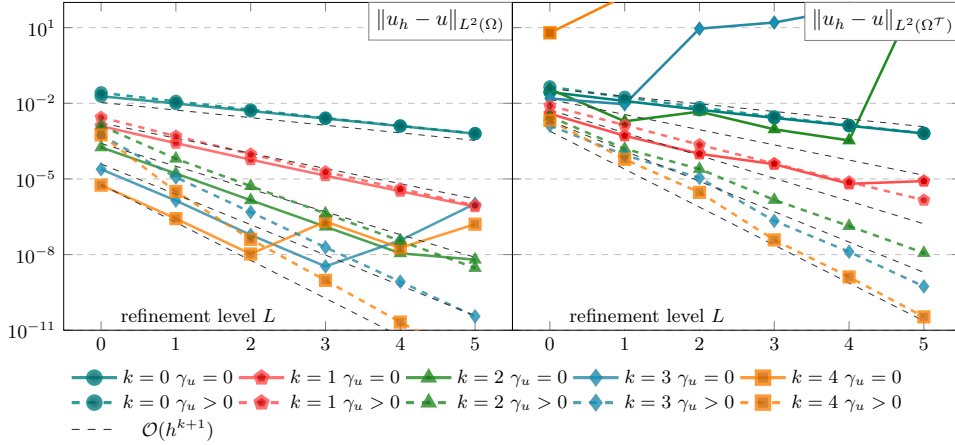 ‖u_h − u‖_{L²(Ω)}
‖u_h − u‖_{L²(Ω^𝒯)}
10^1
10^{−2}
10^{−5}
10^{−8}
10^{−11}
refinement level L
refinement level L
0 1 2 3 4 5
0 1 2 3 4 5
k = 0 γ_u = 0 k = 1 γ_u = 0 k = 2 γ_u = 0 k = 3 γ_u = 0 k = 4 γ_u = 0
k = 0 γ_u > 0 k = 1 γ_u > 0 k = 2 γ_u > 0 k = 3 γ_u > 0 k = 4 γ_u > 0
𝒪(h^{k+1})